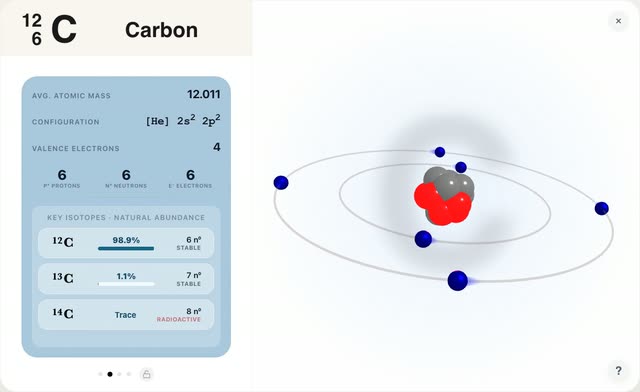 12
6 C Carbon
×
AVG. ATOMIC MASS 12.011
CONFIGURATION [He] 2s² 2p²
VALENCE ELECTRONS 4
6 6 6
P⁺ PROTONS N⁰ NEUTRONS E⁻ ELECTRONS
KEY ISOTOPES · NATURAL ABUNDANCE
¹²C 98.9% 6 n⁰
STABLE
¹³C 1.1% 7 n⁰
STABLE
¹⁴C Trace 8 n⁰
RADIOACTIVE
?